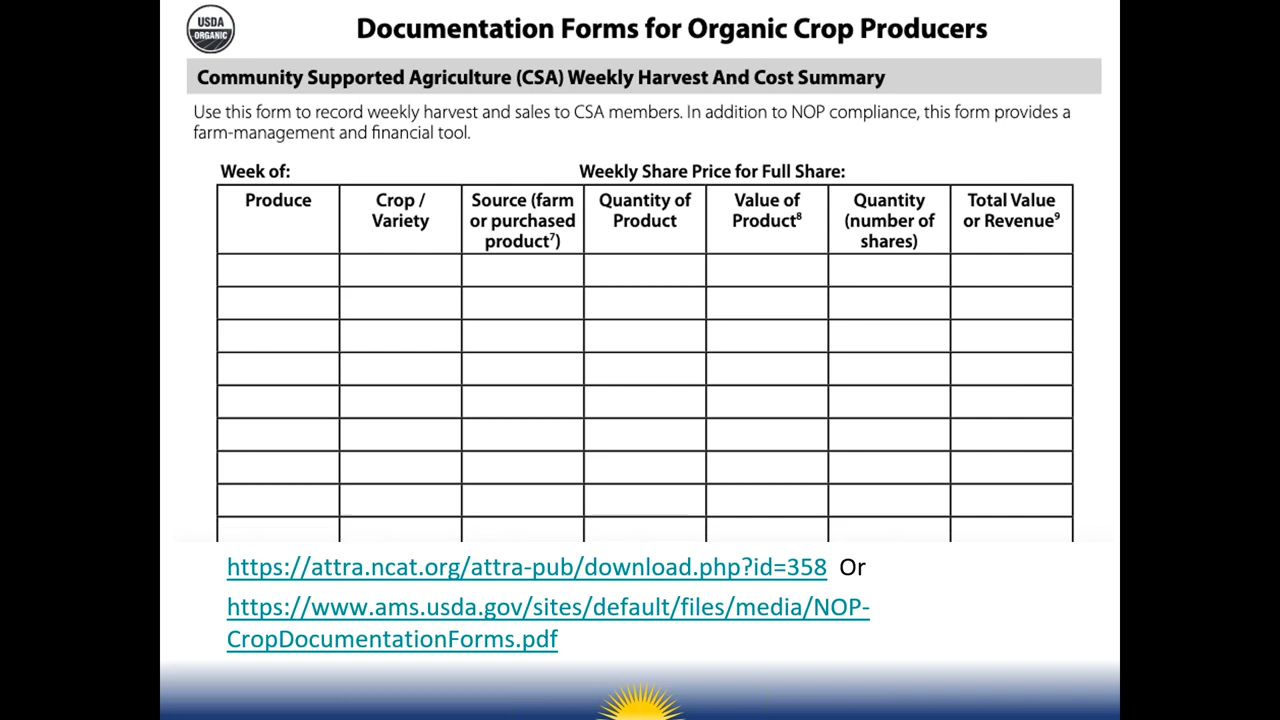 USDA
ORGANIC
Documentation Forms for Organic Crop Producers
Community Supported Agriculture (CSA) Weekly Harvest And Cost Summary
Use this form to record weekly harvest and sales to CSA members. In addition to NOP compliance, this form provides a
farm-management and financial tool.
Week of: Weekly Share Price for Full Share:
Produce Crop / Source (farm Quantity of Value of Quantity Total Value
Variety or purchased Product Product⁸ (number of or Revenue⁹
product⁷) shares)
https://attra.ncat.org/attra-pub/download.php?id=358 Or
https://www.ams.usda.gov/sites/default/files/media/NOP-
CropDocumentationForms.pdf